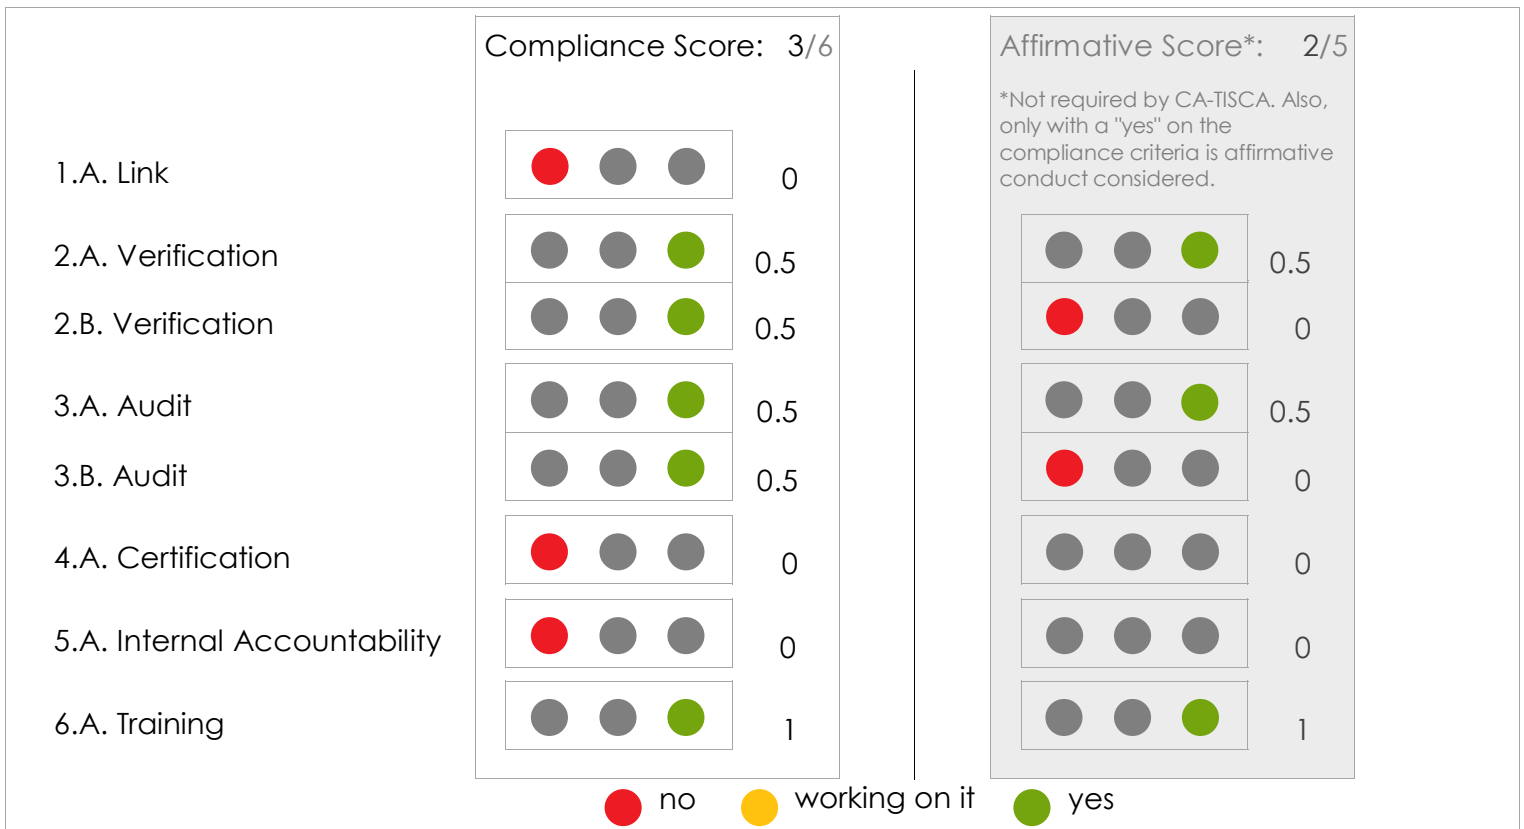 Compliance Score: 3/6
Affirmative Score*: 2/5
*Not required by CA-TISCA. Also,
only with a "yes" on the
compliance criteria is affirmative
conduct considered.
1.A. Link 0
2.A. Verification 0.5 0.5
2.B. Verification 0.5 0
3.A. Audit 0.5 0.5
3.B. Audit 0.5 0
4.A. Certification 0 0
5.A. Internal Accountability 0 0
6.A. Training 1 1
no working on it yes